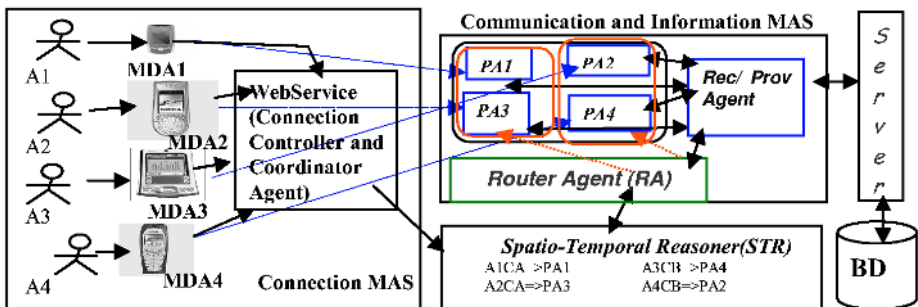 Communication and Information MAS
A1
MDA1
A2
MDA2
A3
MDA3
A4
MDA4
WebService
(Connection
Controller and
Coordinator
Agent)
Connection MAS
PA1
PA2
PA3
PA4
Rec/ Prov
Agent
Router Agent (RA)
Spatio-Temporal Reasoner(STR)
A1CA =>PA1 A3CB =>PA4
A2CA=>PA3 A4CB=>PA2
Server
BD